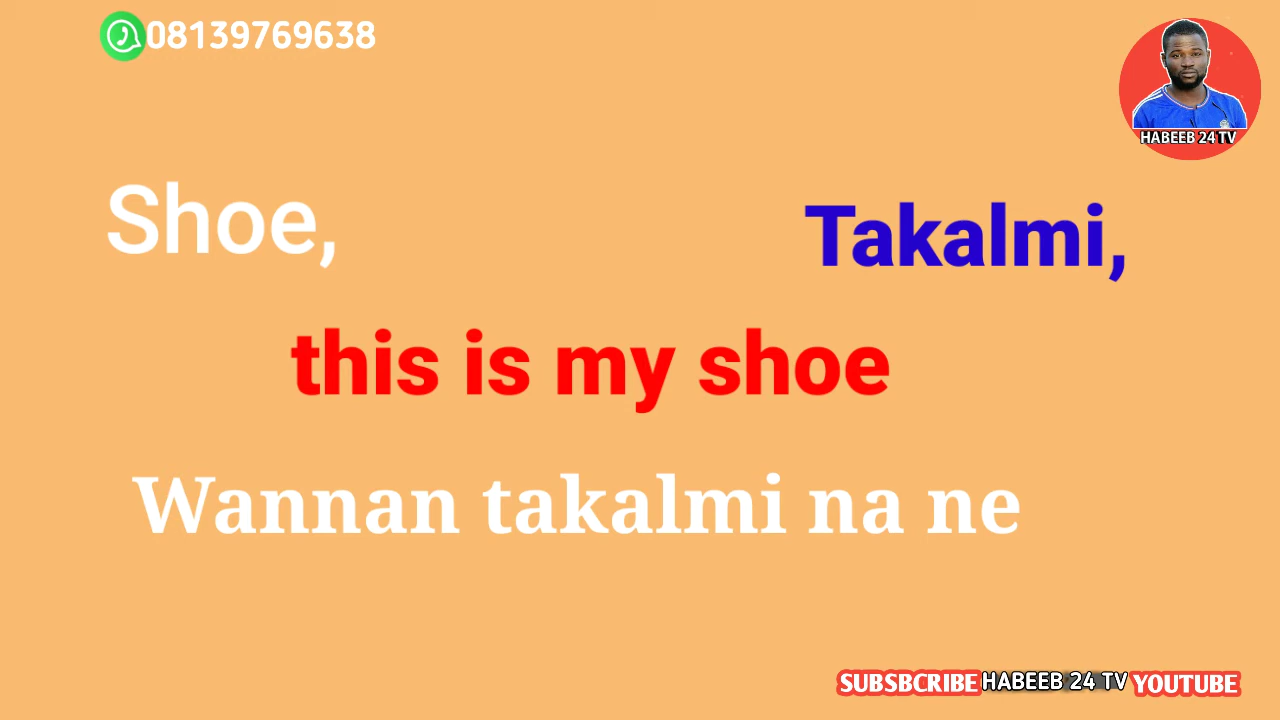 08139769638
HABEEB 24 TV
Shoe,
Takalmi,
this is my shoe
Wannan takalmi na ne
SUBSBCRIBE HABEEB 24 TV YOUTUBE